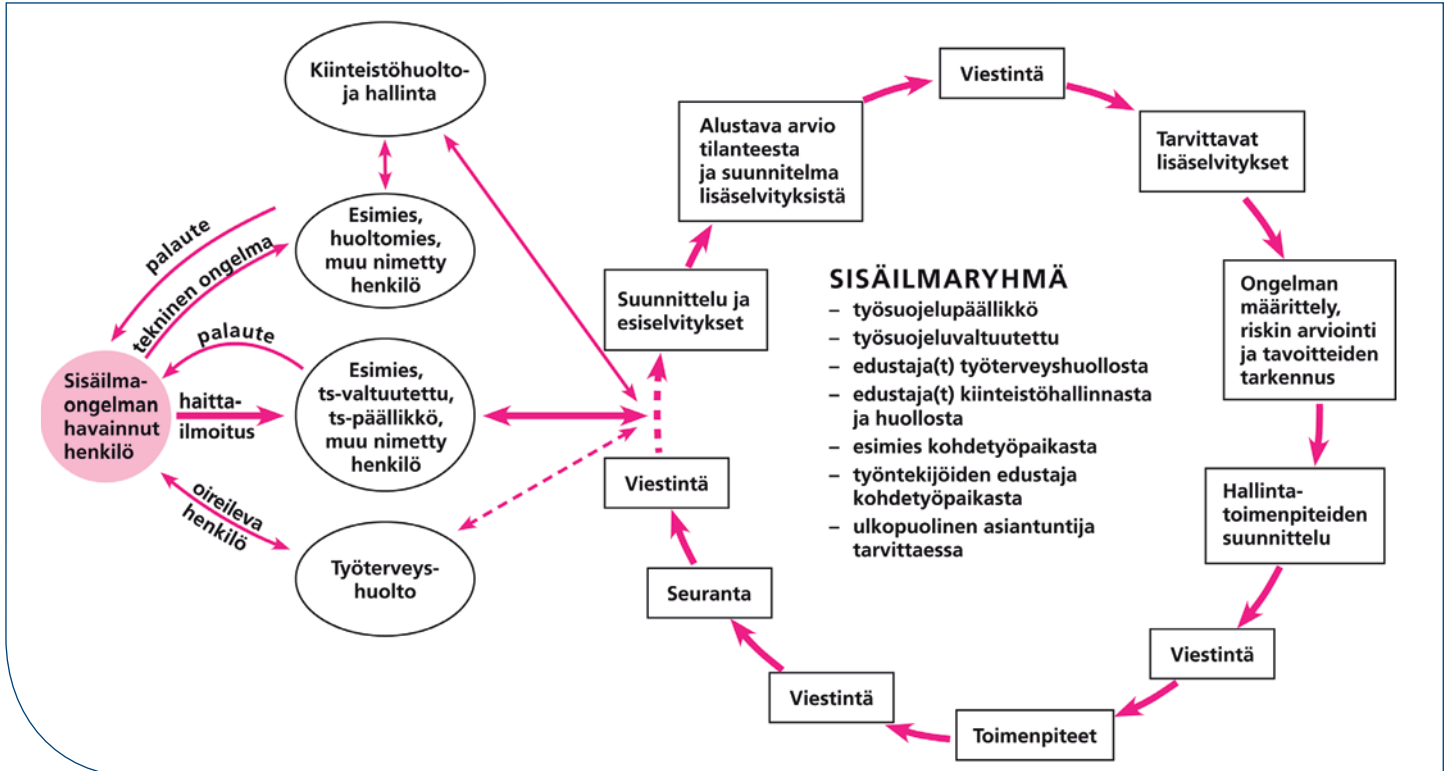 Kiinteistöhuolto-
ja hallinta
Esimies,
huoltomies,
muu nimetty
henkilö
palaute
tekninen ongelma
palaute
Sisäilma-
ongelman
havainnut
henkilö
haitta-
ilmoitus
Esimies,
ts-valtuutettu,
ts-päällikkö,
muu nimetty
henkilö
oireileva
henkilö
Työterveys-
huolto
Suunnittelu ja
esiselvitykset
Alustava arvio
tilanteesta
ja suunnitelma
lisäselvityksistä
Viestintä
Tarvittavat
lisäselvitykset
Ongelman
määrittely,
riskin arviointi
ja tavoitteiden
tarkennus
Hallinta-
toimenpiteiden
suunnittelu
Viestintä
Toimenpiteet
Viestintä
Seuranta
Viestintä
SISÄILMARYHMÄ
– työsuojelupäällikkö
– työsuojeluvaltuutettu
– edustaja(t) työterveyshuollosta
– edustaja(t) kiinteistöhallinnasta
ja huollosta
– esimies kohdetyöpaikasta
– työntekijöiden edustaja
kohdetyöpaikasta
– ulkopuolinen asiantuntija
tarvittaessa